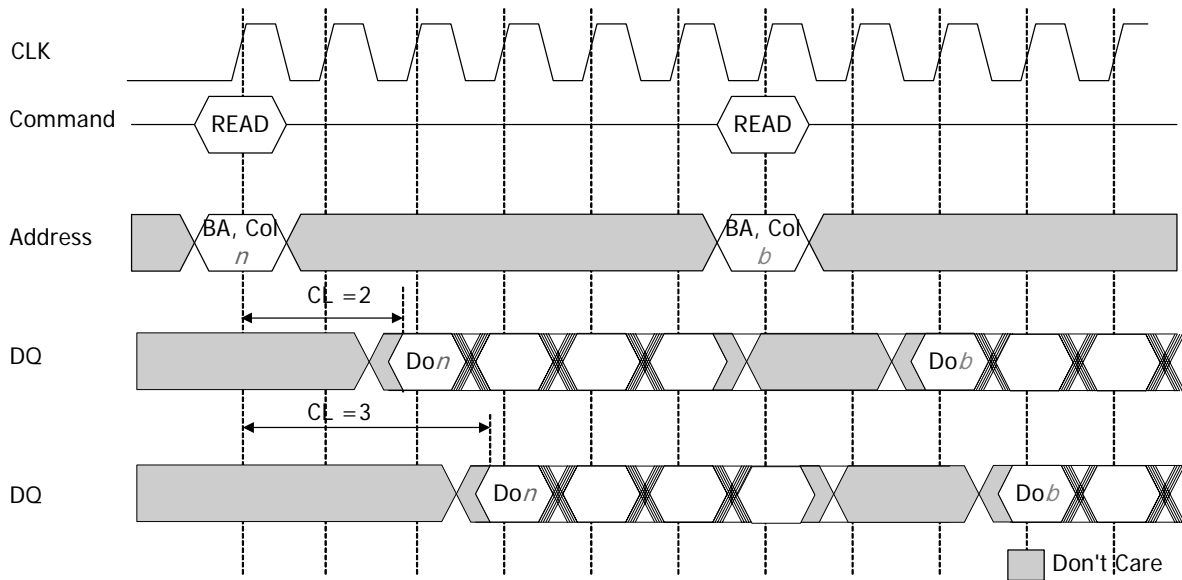 CLK
Command
READ
READ
Address
BA, Col
n
BA, Col
b
CL =2
DQ
Don
Dob
CL =3
DQ
Don
Dob
Don't Care